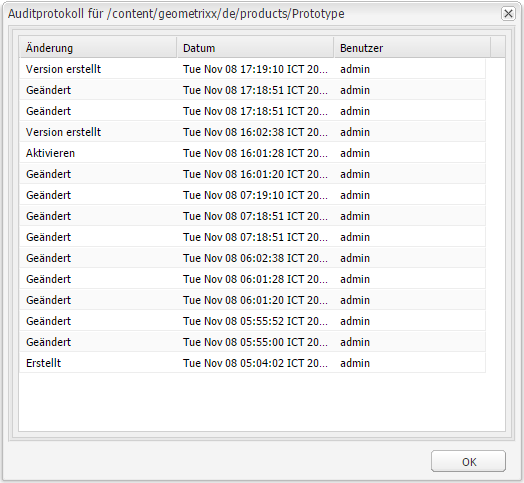 Auditprotokoll für /content/geometrixx/de/products/Prototype
Änderung Datum Benutzer
Version erstellt Tue Nov 08 17:19:10 ICT 20... admin
Geändert Tue Nov 08 17:18:51 ICT 20... admin
Geändert Tue Nov 08 17:18:51 ICT 20... admin
Version erstellt Tue Nov 08 16:02:38 ICT 20... admin
Aktivieren Tue Nov 08 16:01:28 ICT 20... admin
Geändert Tue Nov 08 16:01:20 ICT 20... admin
Geändert Tue Nov 08 07:19:10 ICT 20... admin
Geändert Tue Nov 08 07:18:51 ICT 20... admin
Geändert Tue Nov 08 07:18:51 ICT 20... admin
Geändert Tue Nov 08 06:02:38 ICT 20... admin
Geändert Tue Nov 08 06:01:28 ICT 20... admin
Geändert Tue Nov 08 06:01:20 ICT 20... admin
Geändert Tue Nov 08 05:55:52 ICT 20... admin
Geändert Tue Nov 08 05:55:00 ICT 20... admin
Erstellt Tue Nov 08 05:04:02 ICT 20... admin
OK